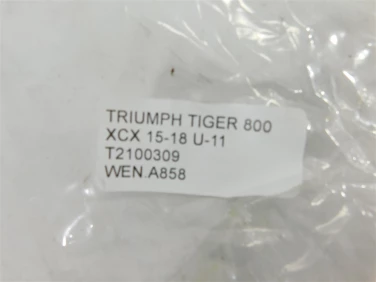 TRIUMPH TIGER 800
XCX 15-18 U-11
T2100309
WEN.A858